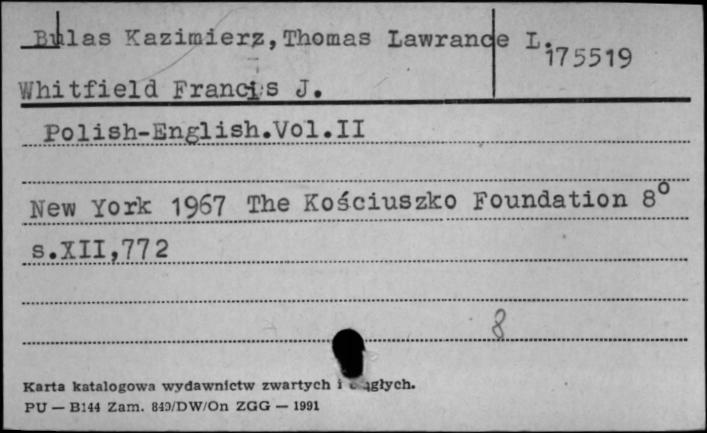 Bulas Kazimierz,Thomas Lawrance L.
175519
Whitfield Francis J.
Polish-English.Vol.II
New York 1967 The Kościuszko Foundation 8°
s.XII,772
8
Karta katalogowa wydawnictw zwartych i ciągłych.
PU — B144 Zam. 849/DW/On ZGG — 1991